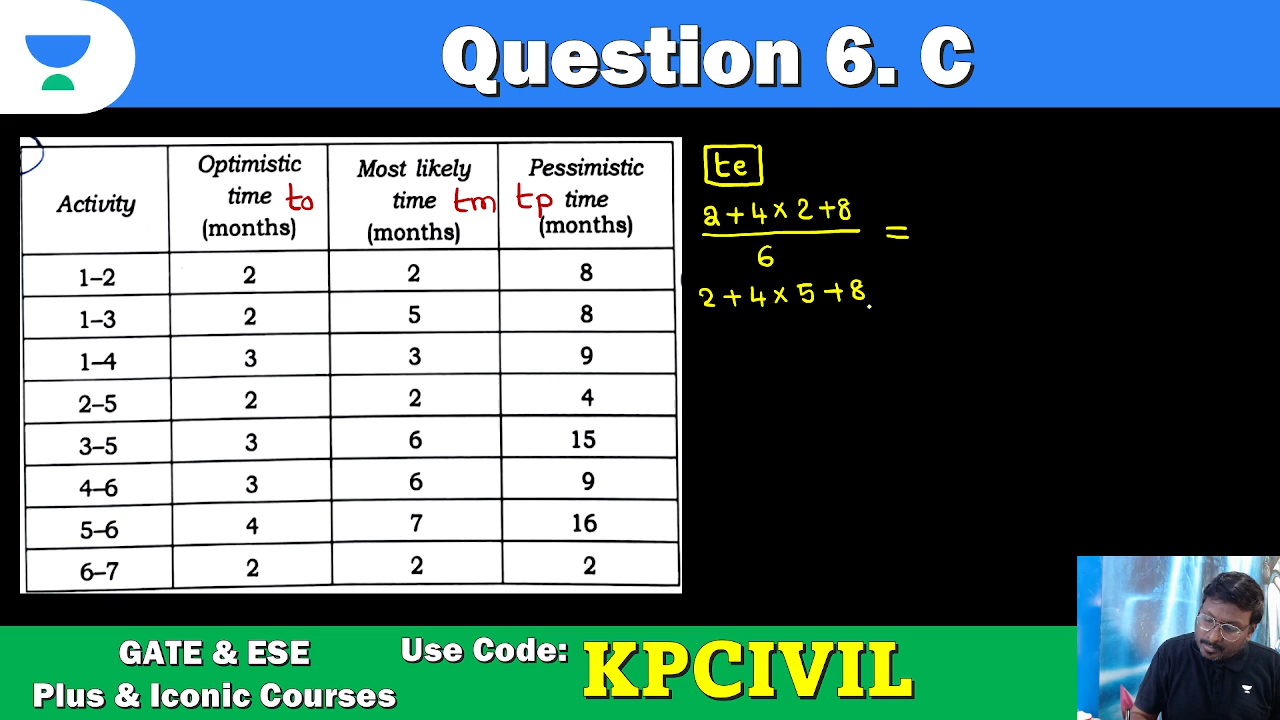 Question 6. C
Activity Optimistic time to (months) Most likely time tm (months) tp Pessimistic time (months)
1–2 2 2 8
1–3 2 5 8
1–4 3 3 9
2–5 2 2 4
3–5 3 6 15
4–6 3 6 9
5–6 4 7 16
6–7 2 2 2
te
2+4×2+8
6
=
2+4×5+8
GATE & ESE
Plus & Iconic Courses
Use Code: KPCIVIL